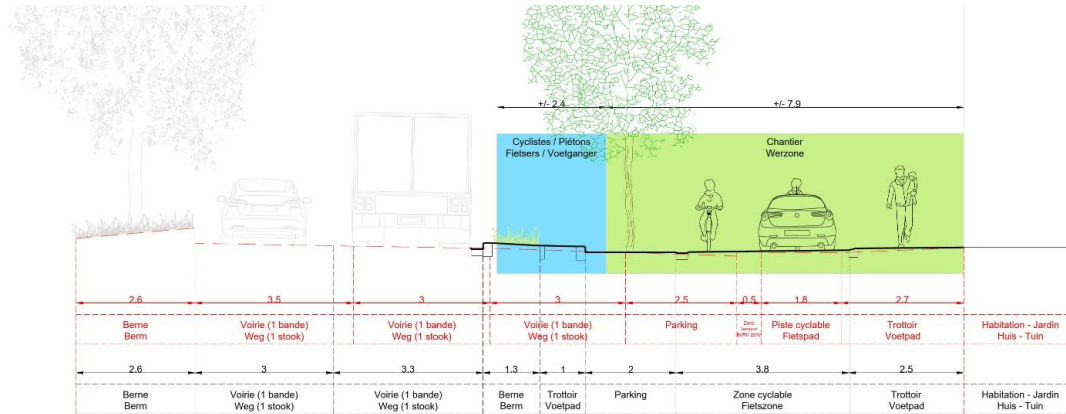 +/- 2.4
+/- 7.9
Cyclistes / Piétons
Fietsers / Voetganger
Chantier
Werzone
2.6
3.5
3
3
2.5
0.5
1.8
2.7
Berne
Berm
Voirie (1 bande)
Weg (1 stook)
Voirie (1 bande)
Weg (1 stook)
Voirie (1 bande)
Weg (1 stook)
Parking
Zone
tampon
Buffer zone
Piste cyclable
Fietspad
Trottoir
Voetpad
Habitation - Jardin
Huis - Tuin
2.6
3
3.3
1.3
1
2
3.8
2.5
Berne
Berm
Voirie (1 bande)
Weg (1 stook)
Voirie (1 bande)
Weg (1 stook)
Berne
Berm
Trottoir
Voetpad
Parking
Zone cyclable
Fietszone
Trottoir
Voetpad
Habitation - Jardin
Huis - Tuin